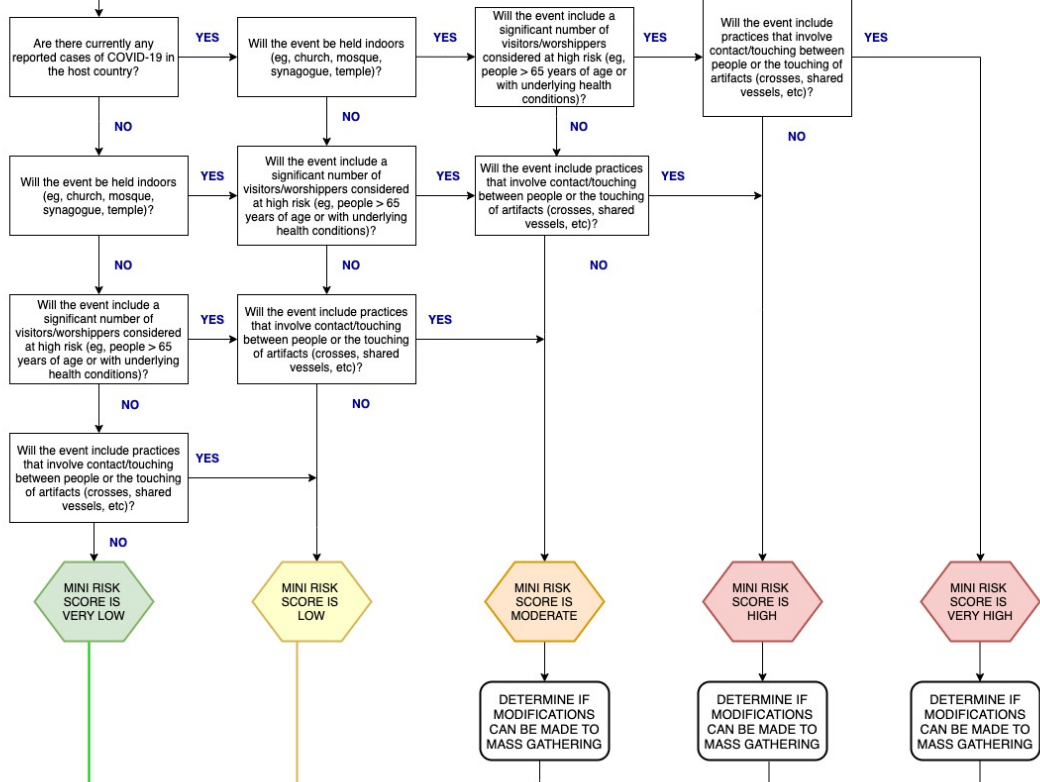 Are there currently any
reported cases of COVID-19 in
the host country?
YES
Will the event be held indoors
(eg, church, mosque,
synagogue, temple)?
YES
Will the event include a
significant number of
visitors/worshippers
considered at high risk (eg,
people > 65 years of age or
with underlying health
conditions)?
YES
Will the event include
practices that involve
contact/touching between
people or the touching of
artifacts (crosses, shared
vessels, etc)?
YES
NO
NO
NO
NO
Will the event be held indoors
(eg, church, mosque,
synagogue, temple)?
YES
Will the event include a
significant number of
visitors/worshippers considered
at high risk (eg, people > 65
years of age or with underlying
health conditions)?
YES
Will the event include practices
that involve contact/touching
between people or the touching
of artifacts (crosses, shared
vessels, etc)?
YES
NO
NO
NO
Will the event include a
significant number of
visitors/worshippers considered
at high risk (eg, people > 65
years of age or with underlying
health conditions)?
YES
Will the event include practices
that involve contact/touching
between people or the touching
of artifacts (crosses, shared
vessels, etc)?
YES
NO
NO
Will the event include practices
that involve contact/touching
between people or the touching
of artifacts (crosses, shared
vessels, etc)?
YES
NO
MINI RISK
SCORE IS
VERY LOW
MINI RISK
SCORE IS
LOW
MINI RISK
SCORE IS
MODERATE
MINI RISK
SCORE IS
HIGH
MINI RISK
SCORE IS
VERY HIGH
DETERMINE IF
MODIFICATIONS
CAN BE MADE TO
MASS GATHERING
DETERMINE IF
MODIFICATIONS
CAN BE MADE TO
MASS GATHERING
DETERMINE IF
MODIFICATIONS
CAN BE MADE TO
MASS GATHERING